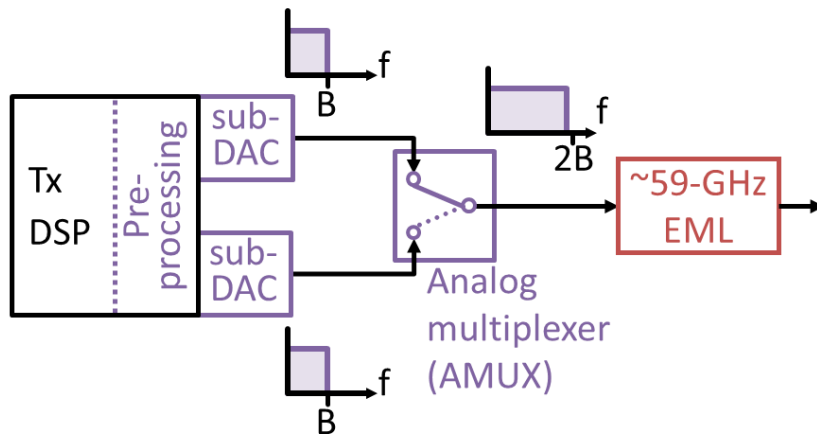 f
B
f
2B
Tx
DSP
Pre-
processing
sub-
DAC
sub-
DAC
~59-GHz
EML
Analog
multiplexer
(AMUX)
f
B